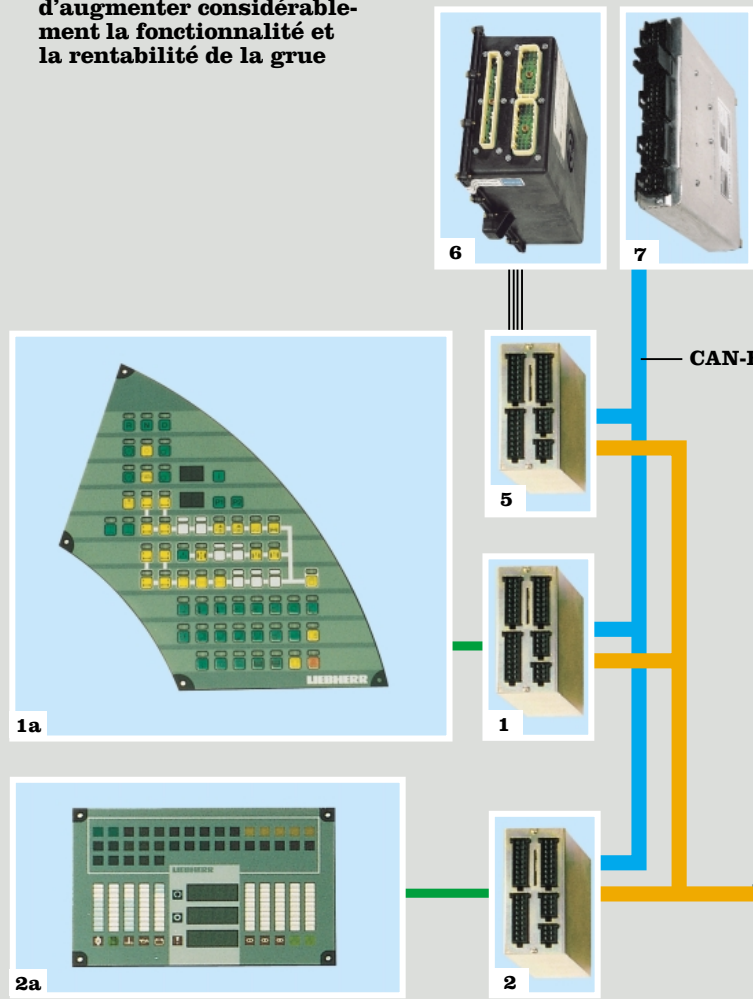 d'augmenter considérable-
ment la fonctionnalité et
la rentabilité de la grue
6
7
CAN-B
5
LIEBHERR
1a
1
LIEBHERR
2a
2